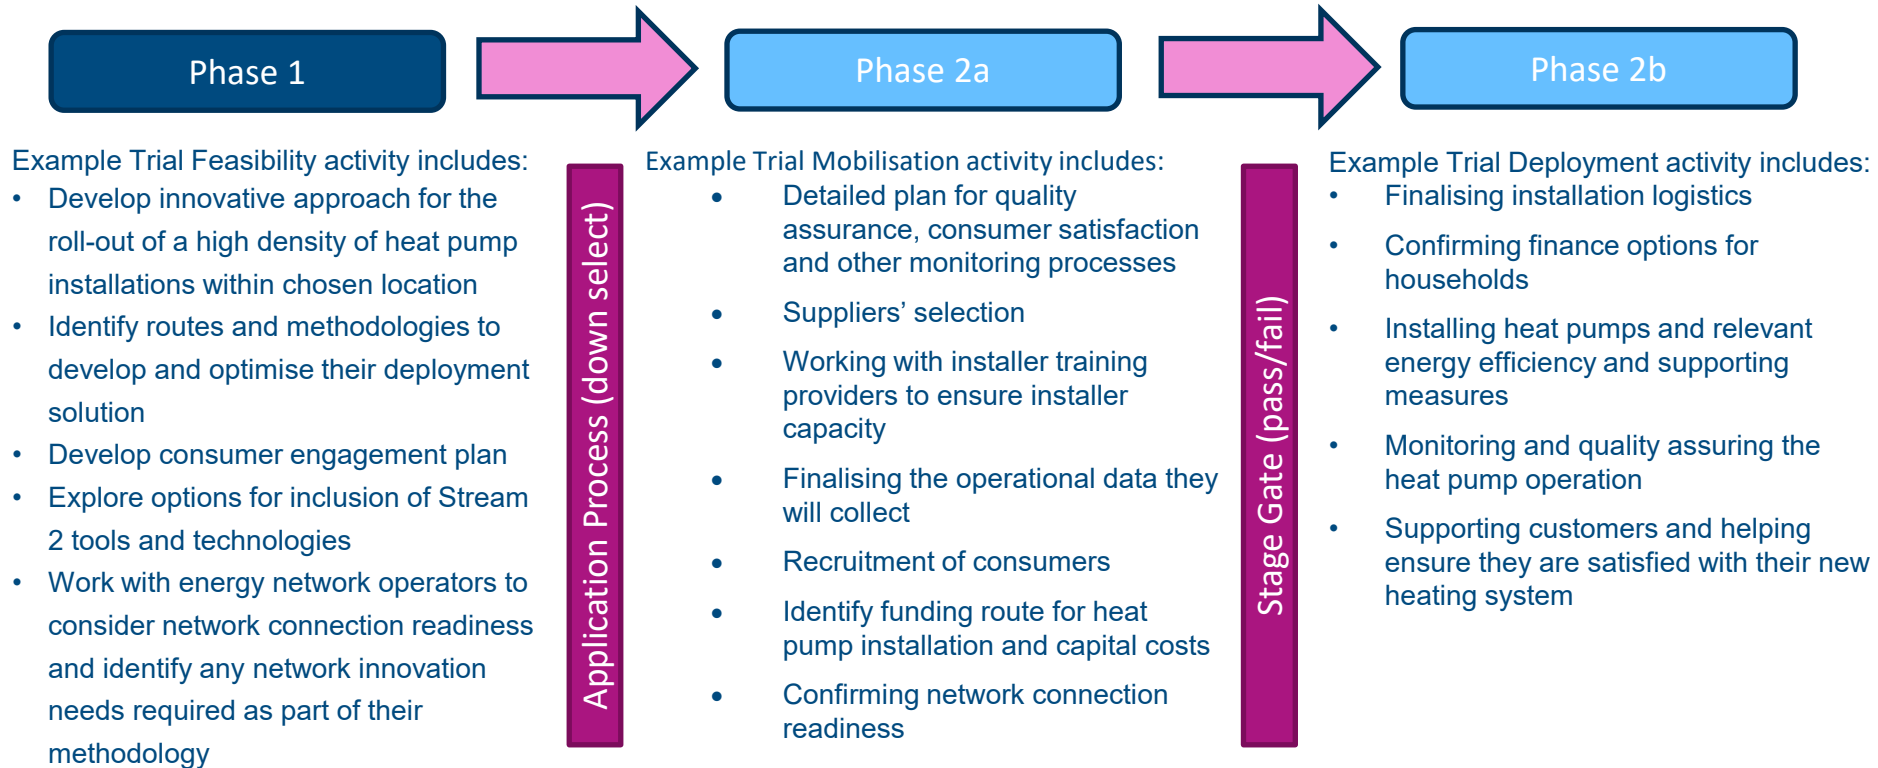 Phase 1
Phase 2a
Phase 2b
Example Trial Feasibility activity includes:
• Develop innovative approach for the
roll-out of a high density of heat pump
installations within chosen location
• Identify routes and methodologies to
develop and optimise their deployment
solution
• Develop consumer engagement plan
• Explore options for inclusion of Stream
2 tools and technologies
• Work with energy network operators to
consider network connection readiness
and identify any network innovation
needs required as part of their
methodology
Application Process (down select)
Example Trial Mobilisation activity includes:
• Detailed plan for quality
assurance, consumer satisfaction
and other monitoring processes
• Suppliers’ selection
• Working with installer training
providers to ensure installer
capacity
• Finalising the operational data they
will collect
• Recruitment of consumers
• Identify funding route for heat
pump installation and capital costs
• Confirming network connection
readiness
Stage Gate (pass/fail)
Example Trial Deployment activity includes:
• Finalising installation logistics
• Confirming finance options for
households
• Installing heat pumps and relevant
energy efficiency and supporting
measures
• Monitoring and quality assuring the
heat pump operation
• Supporting customers and helping
ensure they are satisfied with their new
heating system